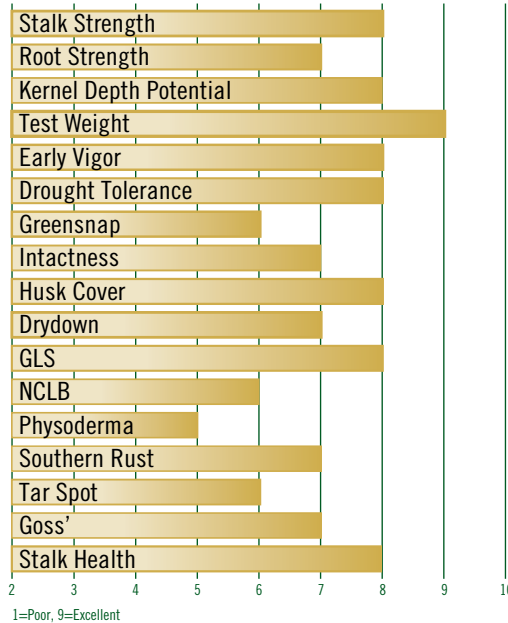 Stalk Strength
Root Strength
Kernel Depth Potential
Test Weight
Early Vigor
Drought Tolerance
Greensnap
Intactness
Husk Cover
Drydown
GLS
NCLB
Physoderma
Southern Rust
Tar Spot
Goss’
Stalk Health
2 3 4 5 6 7 8 9 10
1=Poor, 9=Excellent